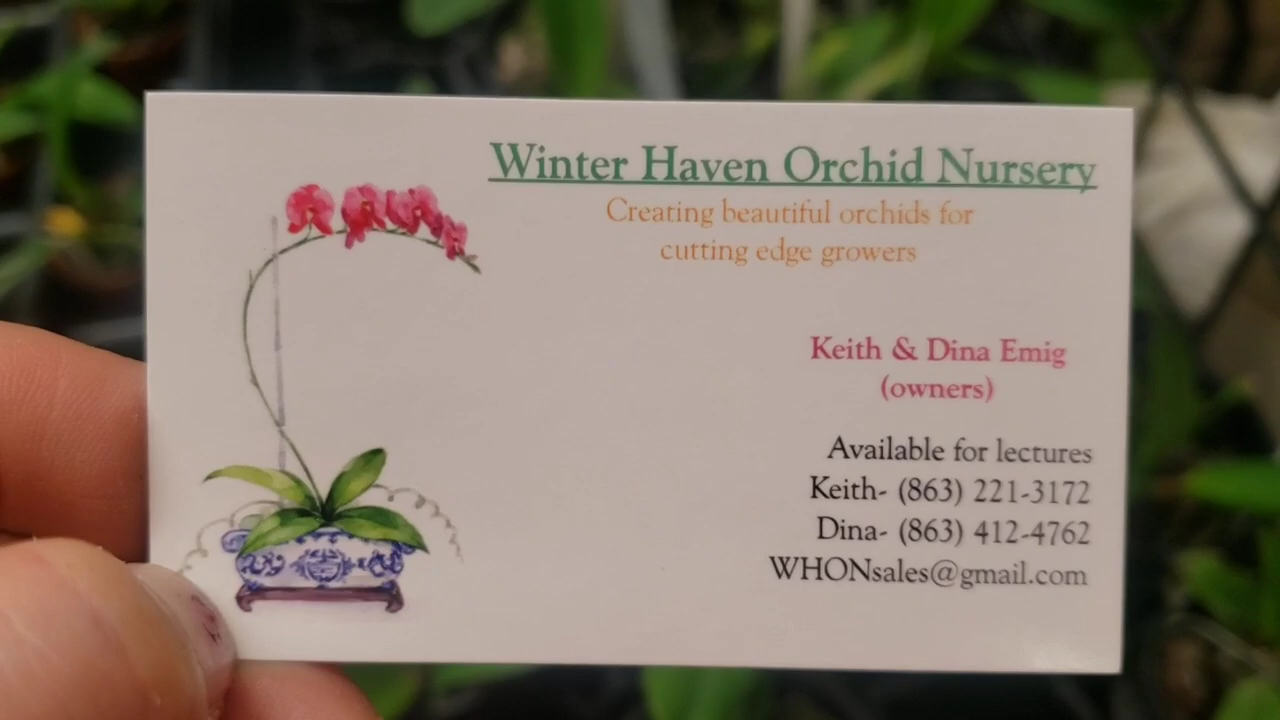 Winter Haven Orchid Nursery
Creating beautiful orchids for
cutting edge growers
Keith & Dina Emig
(owners)
Available for lectures
Keith- (863) 221-3172
Dina- (863) 412-4762
WHONsales@gmail.com